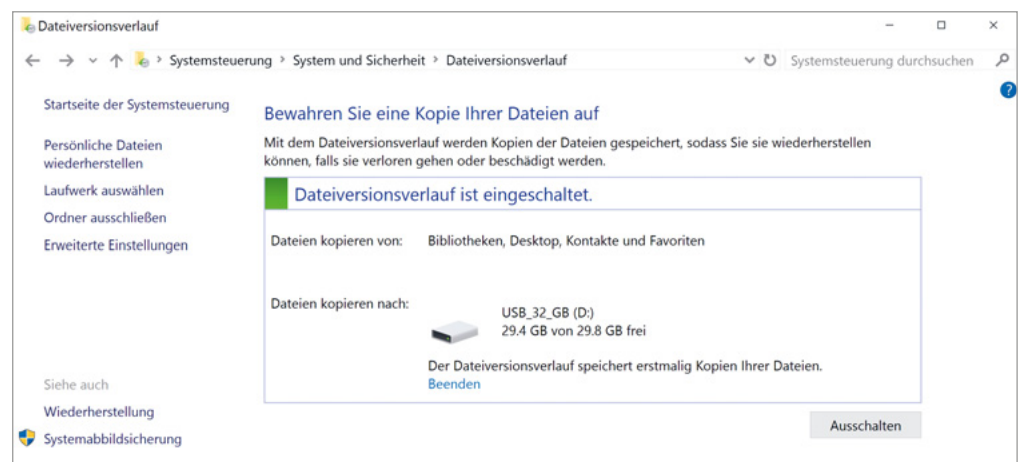 Dateiversionsverlauf
Systemsteuerung > System und Sicherheit > Dateiversionsverlauf
Systemsteuerung durchsuchen
?
Startseite der Systemsteuerung
Persönliche Dateien
wiederherstellen
Laufwerk auswählen
Ordner ausschließen
Erweiterte Einstellungen
Bewahren Sie eine Kopie Ihrer Dateien auf
Mit dem Dateiversionsverlauf werden Kopien der Dateien gespeichert, sodass Sie sie wiederherstellen
können, falls sie verloren gehen oder beschädigt werden.
Dateiversionsverlauf ist eingeschaltet.
Dateien kopieren von: Bibliotheken, Desktop, Kontakte und Favoriten
Dateien kopieren nach:
USB_32_GB (D:)
29.4 GB von 29.8 GB frei
Der Dateiversionsverlauf speichert erstmalig Kopien Ihrer Dateien.
Beenden
Ausschalten
Siehe auch
Wiederherstellung
Systemabbildsicherung